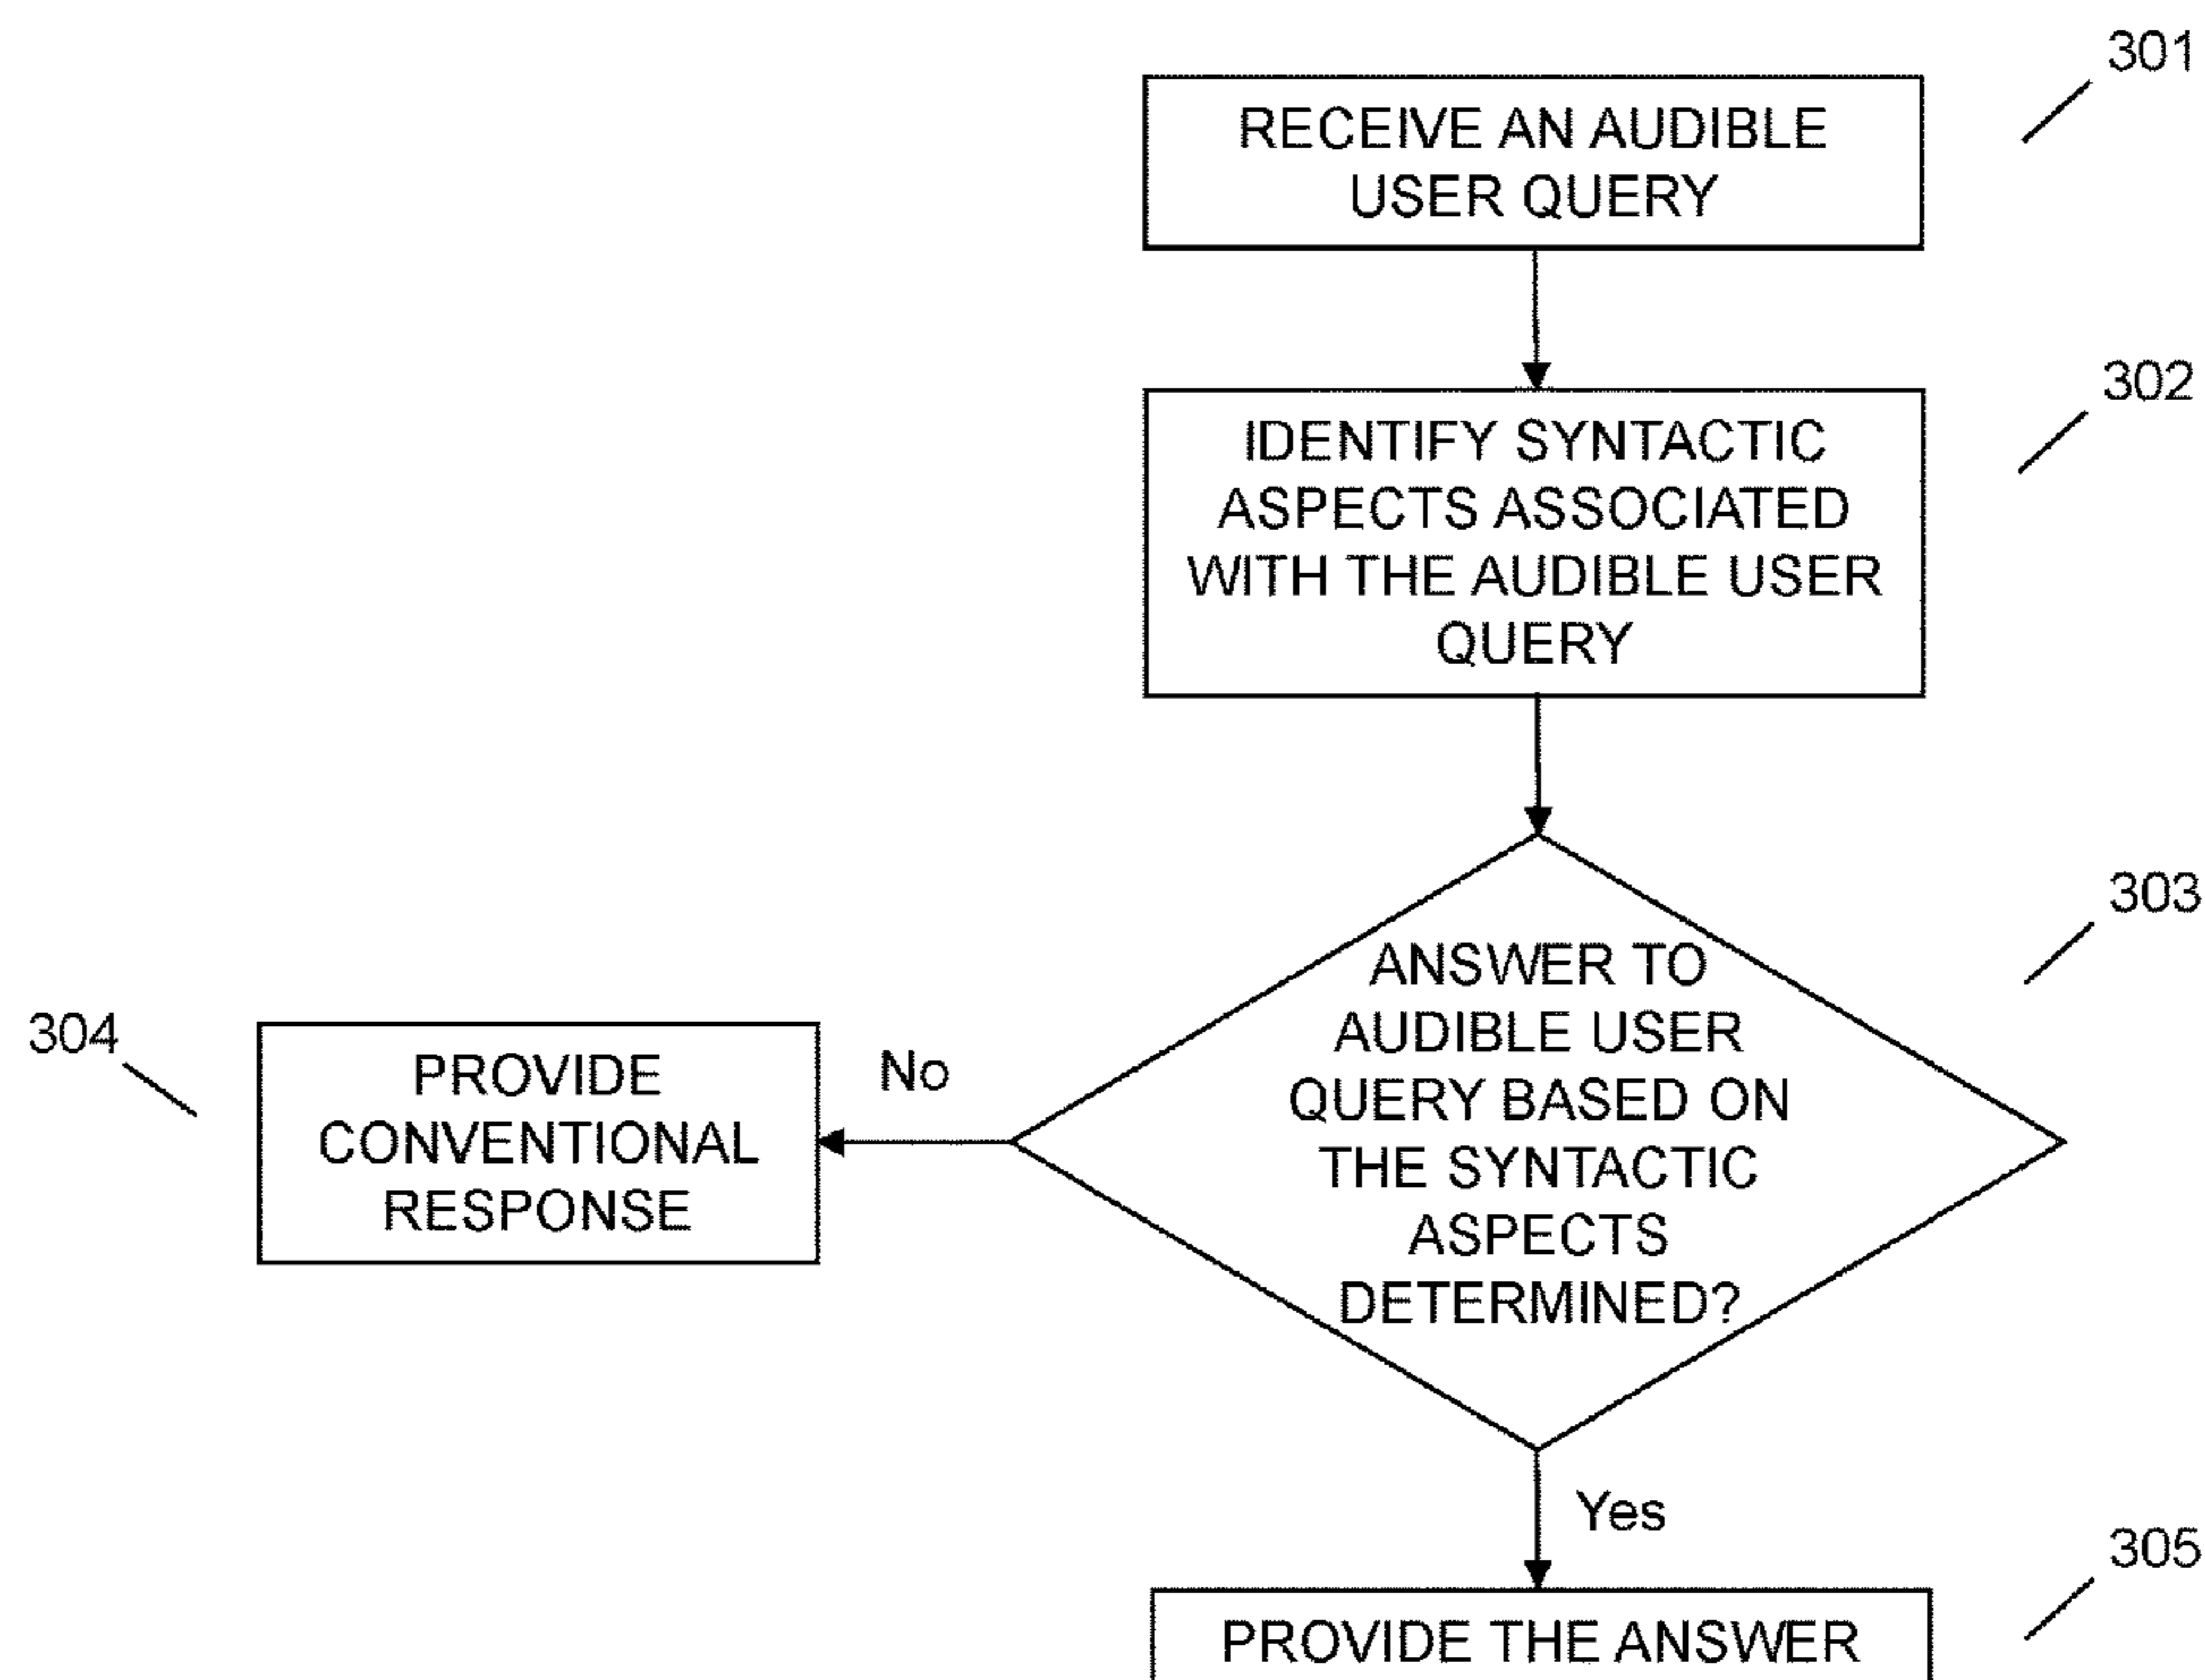 301
RECEIVE AN AUDIBLE
USER QUERY
302
IDENTIFY SYNTACTIC
ASPECTS ASSOCIATED
WITH THE AUDIBLE USER
QUERY
303
ANSWER TO
AUDIBLE USER
QUERY BASED ON
THE SYNTACTIC
ASPECTS
DETERMINED?
304
PROVIDE
CONVENTIONAL
RESPONSE
No
Yes
305
PROVIDE THE ANSWER